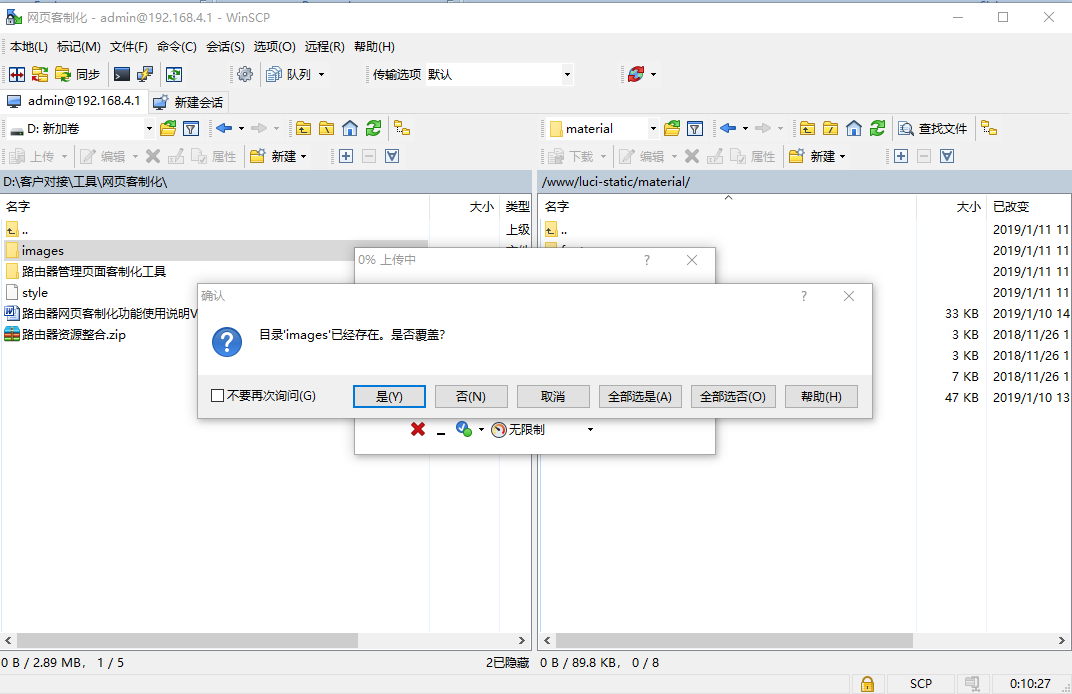 网页客制化 - admin@192.168.4.1 - WinSCP
本地(L) 标记(M) 文件(F) 命令(C) 会话(S) 选项(O) 远程(R) 帮助(H)
同步 队列 传输选项 默认
admin@192.168.4.1 新建会话
D: 新加卷 material 查找文件
上传 编辑 属性 新建 下载 编辑 属性 新建
D:\客户对接\工具\网页客制化\ /www/luci-static/material/
名字 大小 类型 名字 大小 已改变
.. 上级 .. 2019/1/11 11
images 2019/1/11 11
路由器管理页面客制化工具 2019/1/11 11
style 2019/1/11 11
路由器网页客制化功能使用说明V 33 KB 2019/1/10 14
路由器资源整合.zip 3 KB 2018/11/26 1
3 KB 2018/11/26 1
7 KB 2018/11/26 1
47 KB 2019/1/10 13
0% 上传中 ?
确认 ?
目录'images'已经存在。是否覆盖?
不要再次询问(G) 是(Y) 否(N) 取消 全部选是(A) 全部选否(O) 帮助(H)
无限制
0 B / 2.89 MB, 1 / 5 2已隐藏 0 B / 89.8 KB, 0 / 8
SCP 0:10:27